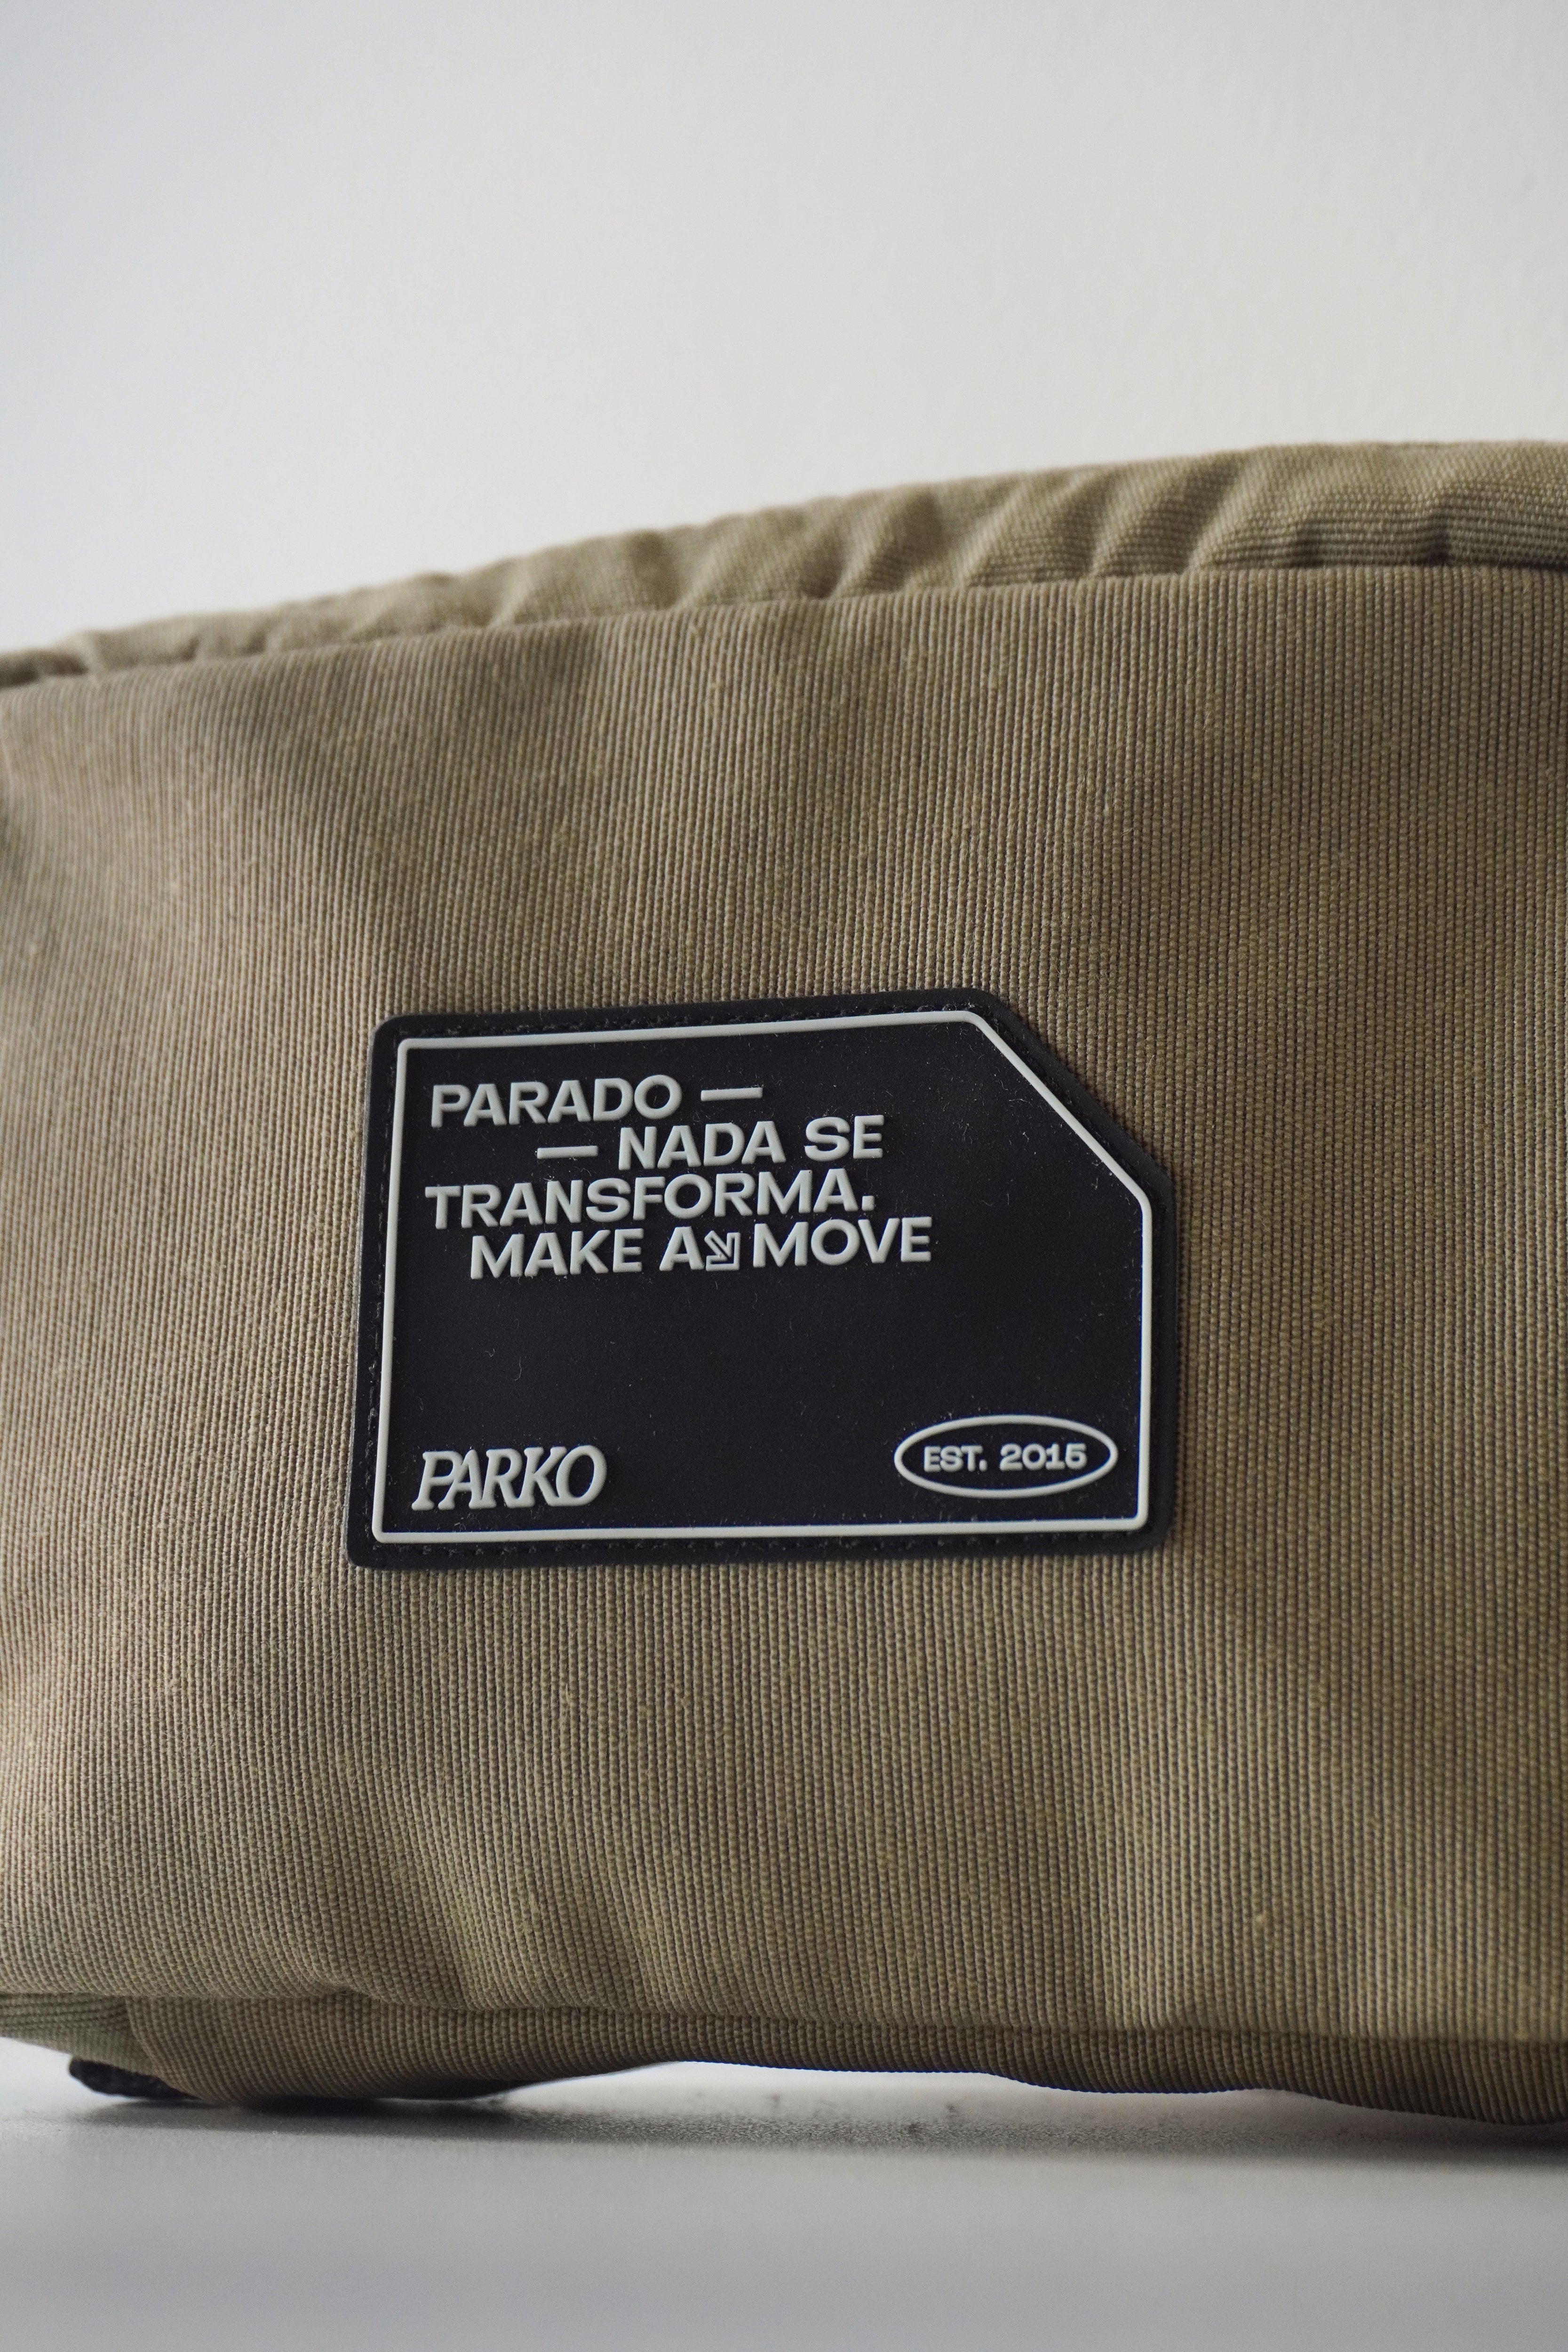 PARADO —
— NADA SE
TRANSFORMA.
MAKE A⇘MOVE
PARKO
EST. 2015